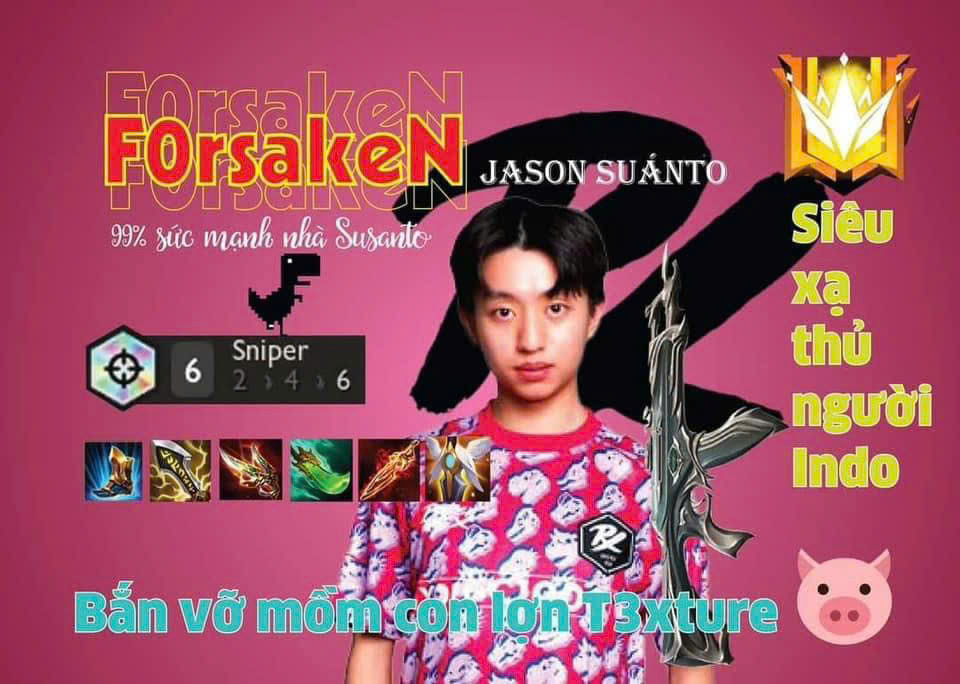 F0rsakeN
F0rsakeN
F0rsakeN
JASON SUÁNTO
99% sức mạnh nhà Susanto
6
Sniper
2 › 4 › 6
Siêu
xạ
thủ
người
Indo
Bắn vỡ mồm con lợn T3xture